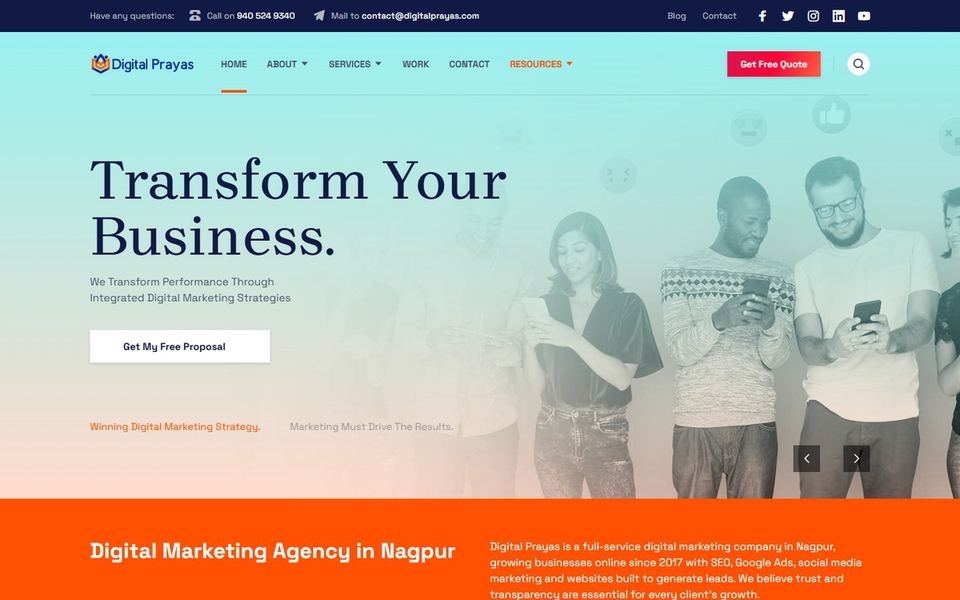 Have any questions:
Call on 940 524 9340
Mail to contact@digitalprayas.com
Blog
Contact
Digital Prayas
HOME
ABOUT
SERVICES
WORK
CONTACT
RESOURCES
Get Free Quote
Transform Your
Business.
We Transform Performance Through
Integrated Digital Marketing Strategies
Get My Free Proposal
Winning Digital Marketing Strategy.
Marketing Must Drive The Results.
Digital Marketing Agency in Nagpur
Digital Prayas is a full-service digital marketing company in Nagpur,
growing businesses online since 2017 with SEO, Google Ads, social media
marketing and websites built to generate leads. We believe trust and
transparency are essential for every client's growth.